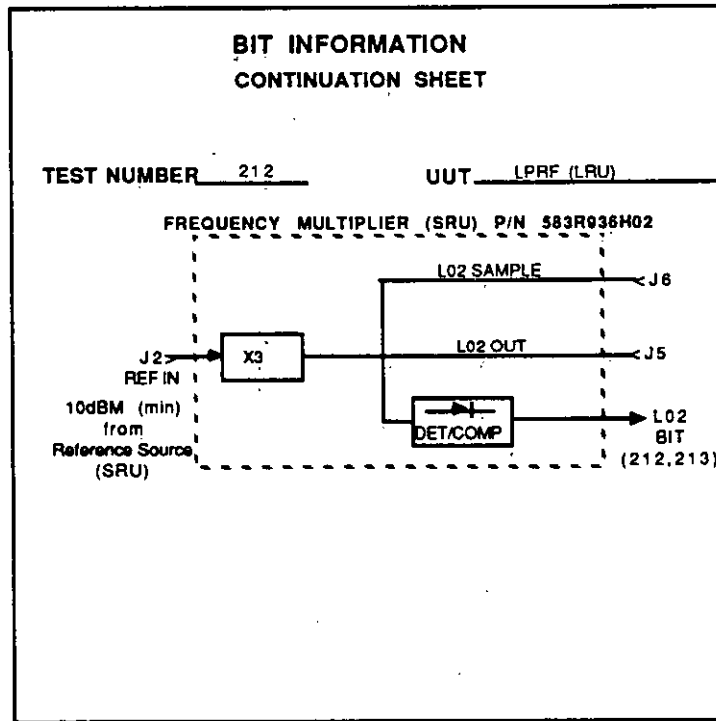 BIT INFORMATION
CONTINUATION SHEET
TEST NUMBER 212 UUT LPRF (LRU)
FREQUENCY MULTIPLIER (SRU) P/N 583R936H02
L02 SAMPLE
J6
J2
REF IN
X3
L02 OUT
J5
10dBM (min)
from
Reference Source
(SRU)
DET/COMP
L02
BIT
(212,213)